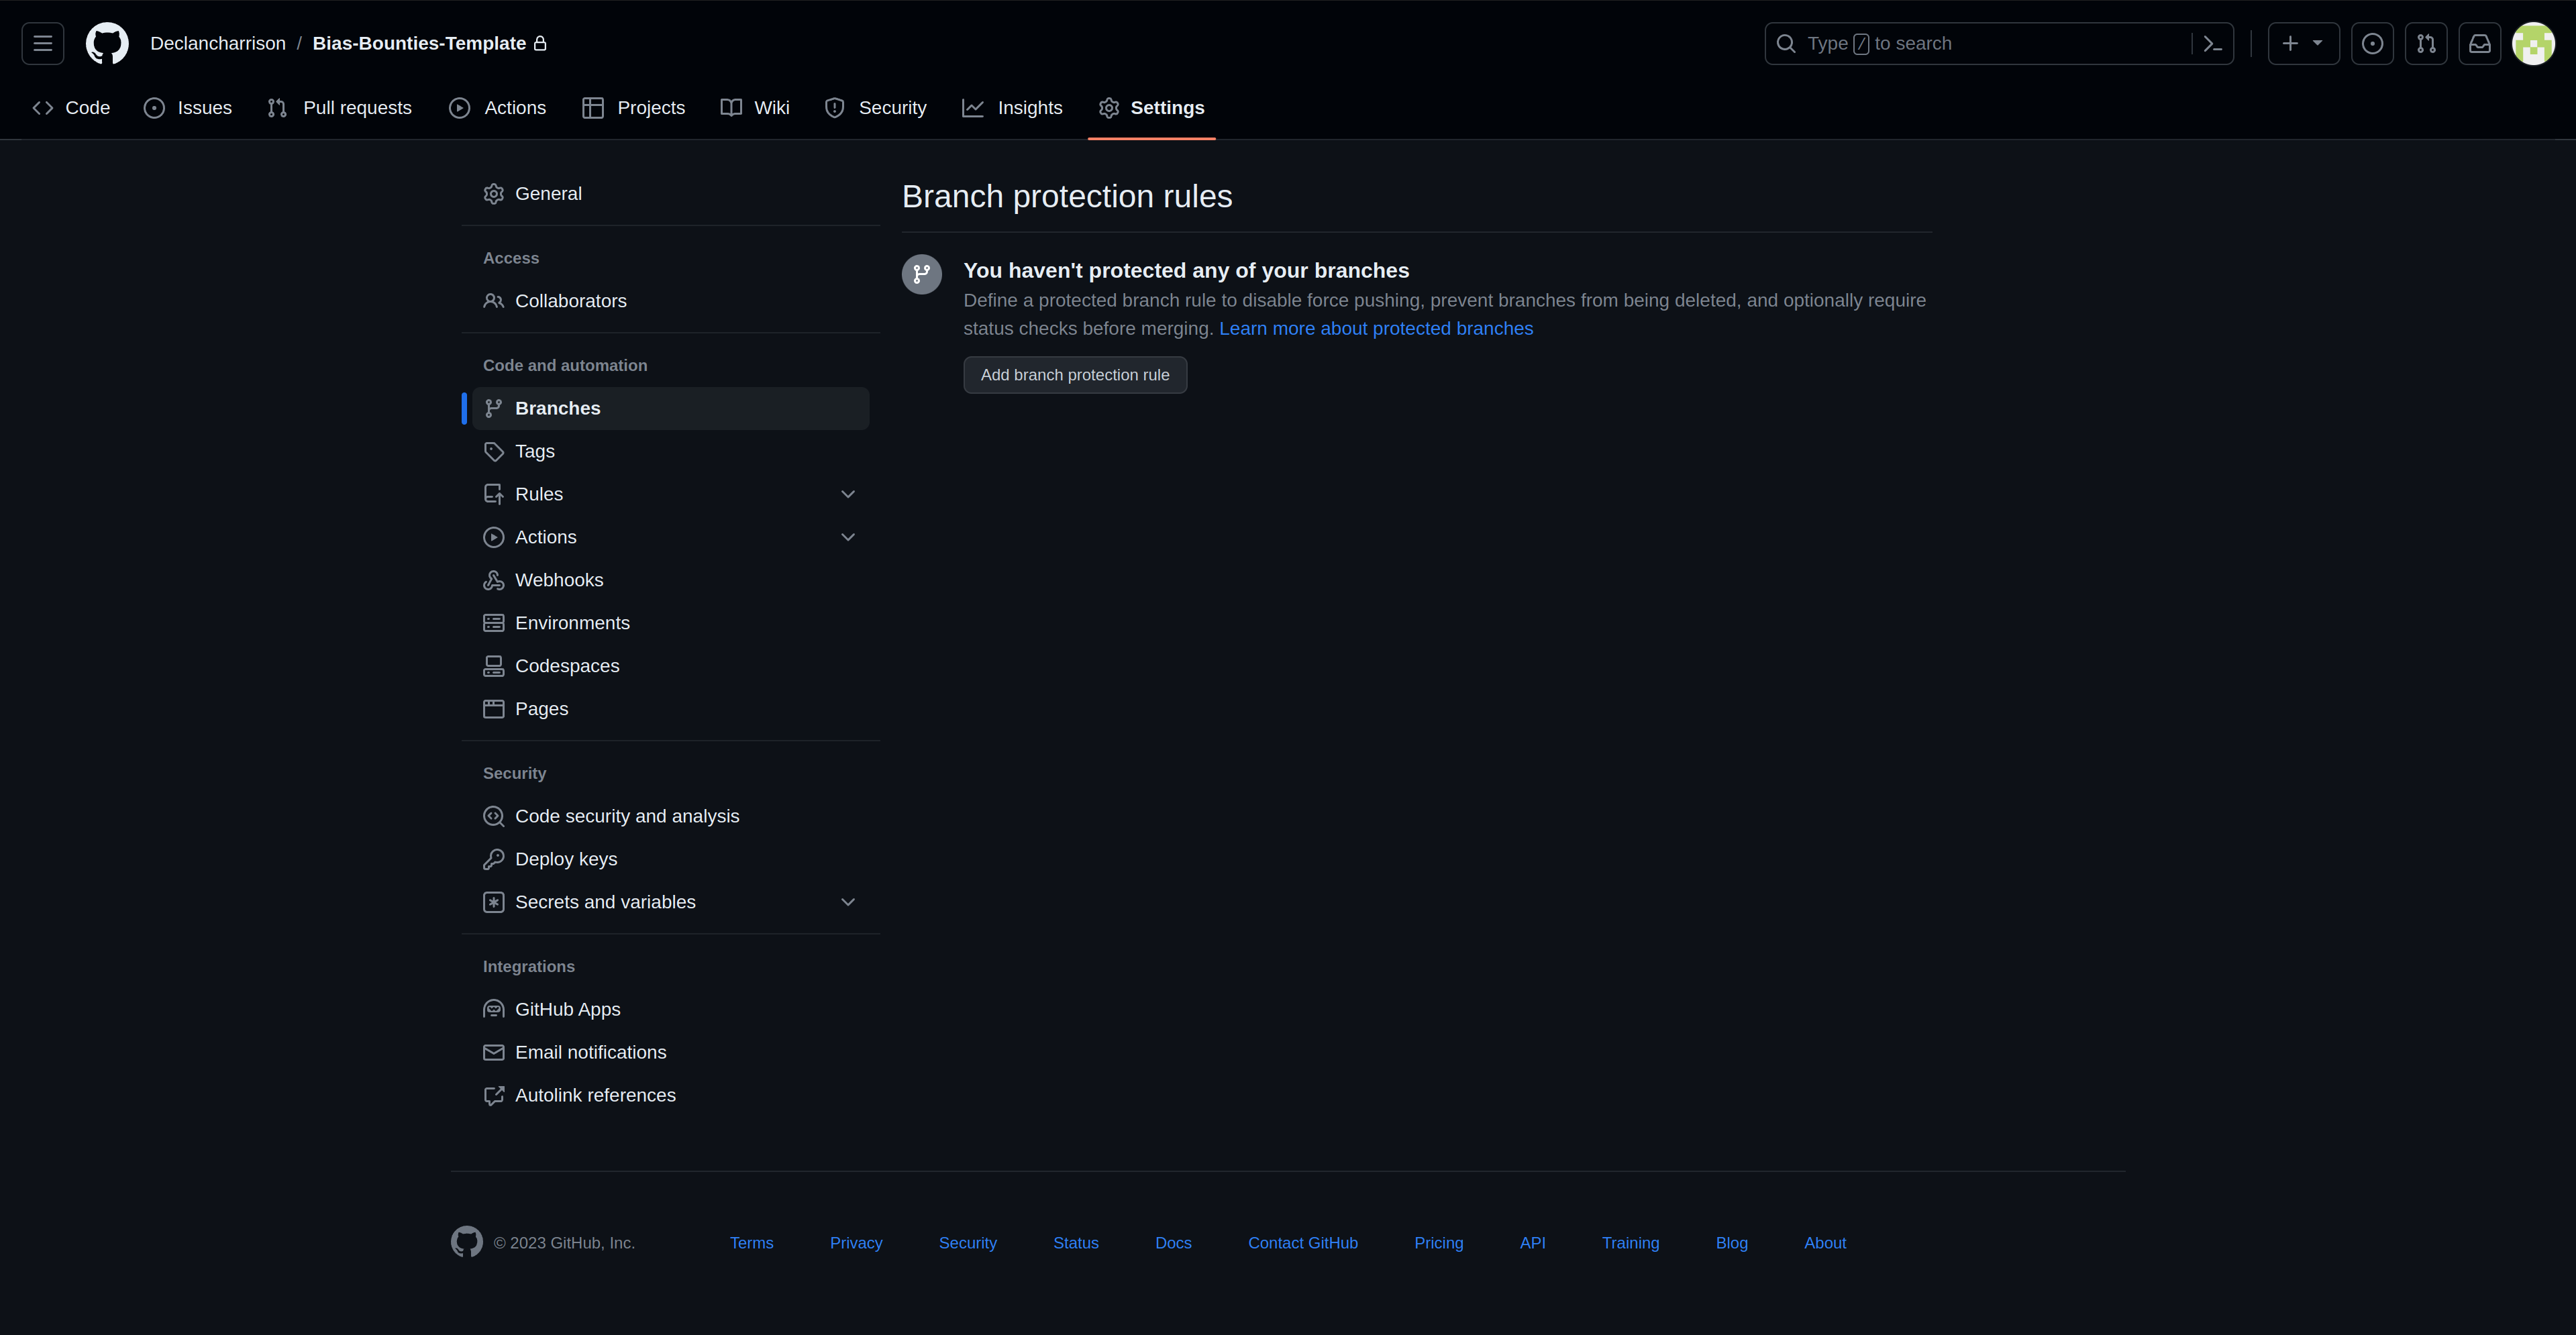 Declancharrison / Bias-Bounties-Template
Type / to search
Code Issues Pull requests Actions Projects Wiki Security Insights Settings
General
Access
Collaborators
Code and automation
Branches
Tags
Rules
Actions
Webhooks
Environments
Codespaces
Pages
Security
Code security and analysis
Deploy keys
Secrets and variables
Integrations
GitHub Apps
Email notifications
Autolink references
Branch protection rules
You haven't protected any of your branches
Define a protected branch rule to disable force pushing, prevent branches from being deleted, and optionally require
status checks before merging. Learn more about protected branches
Add branch protection rule
© 2023 GitHub, Inc. Terms Privacy Security Status Docs Contact GitHub Pricing API Training Blog About